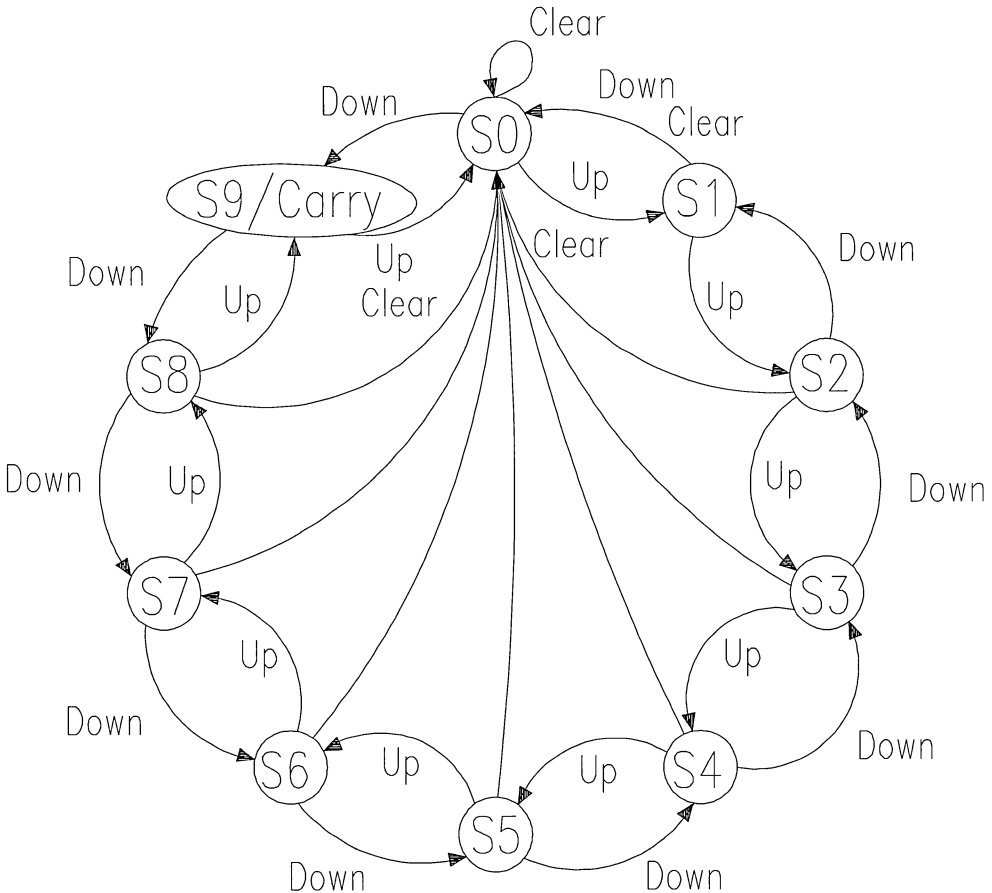 Clear
Down
Down
S0
Clear
S9/Carry
Up
S1
Clear
Down
Up
Down
Up
Up
Clear
S8
S2
Down
Up
Up
Down
S7
S3
Up
Up
Down
Down
S6
Up
Up
S4
S5
Down
Down